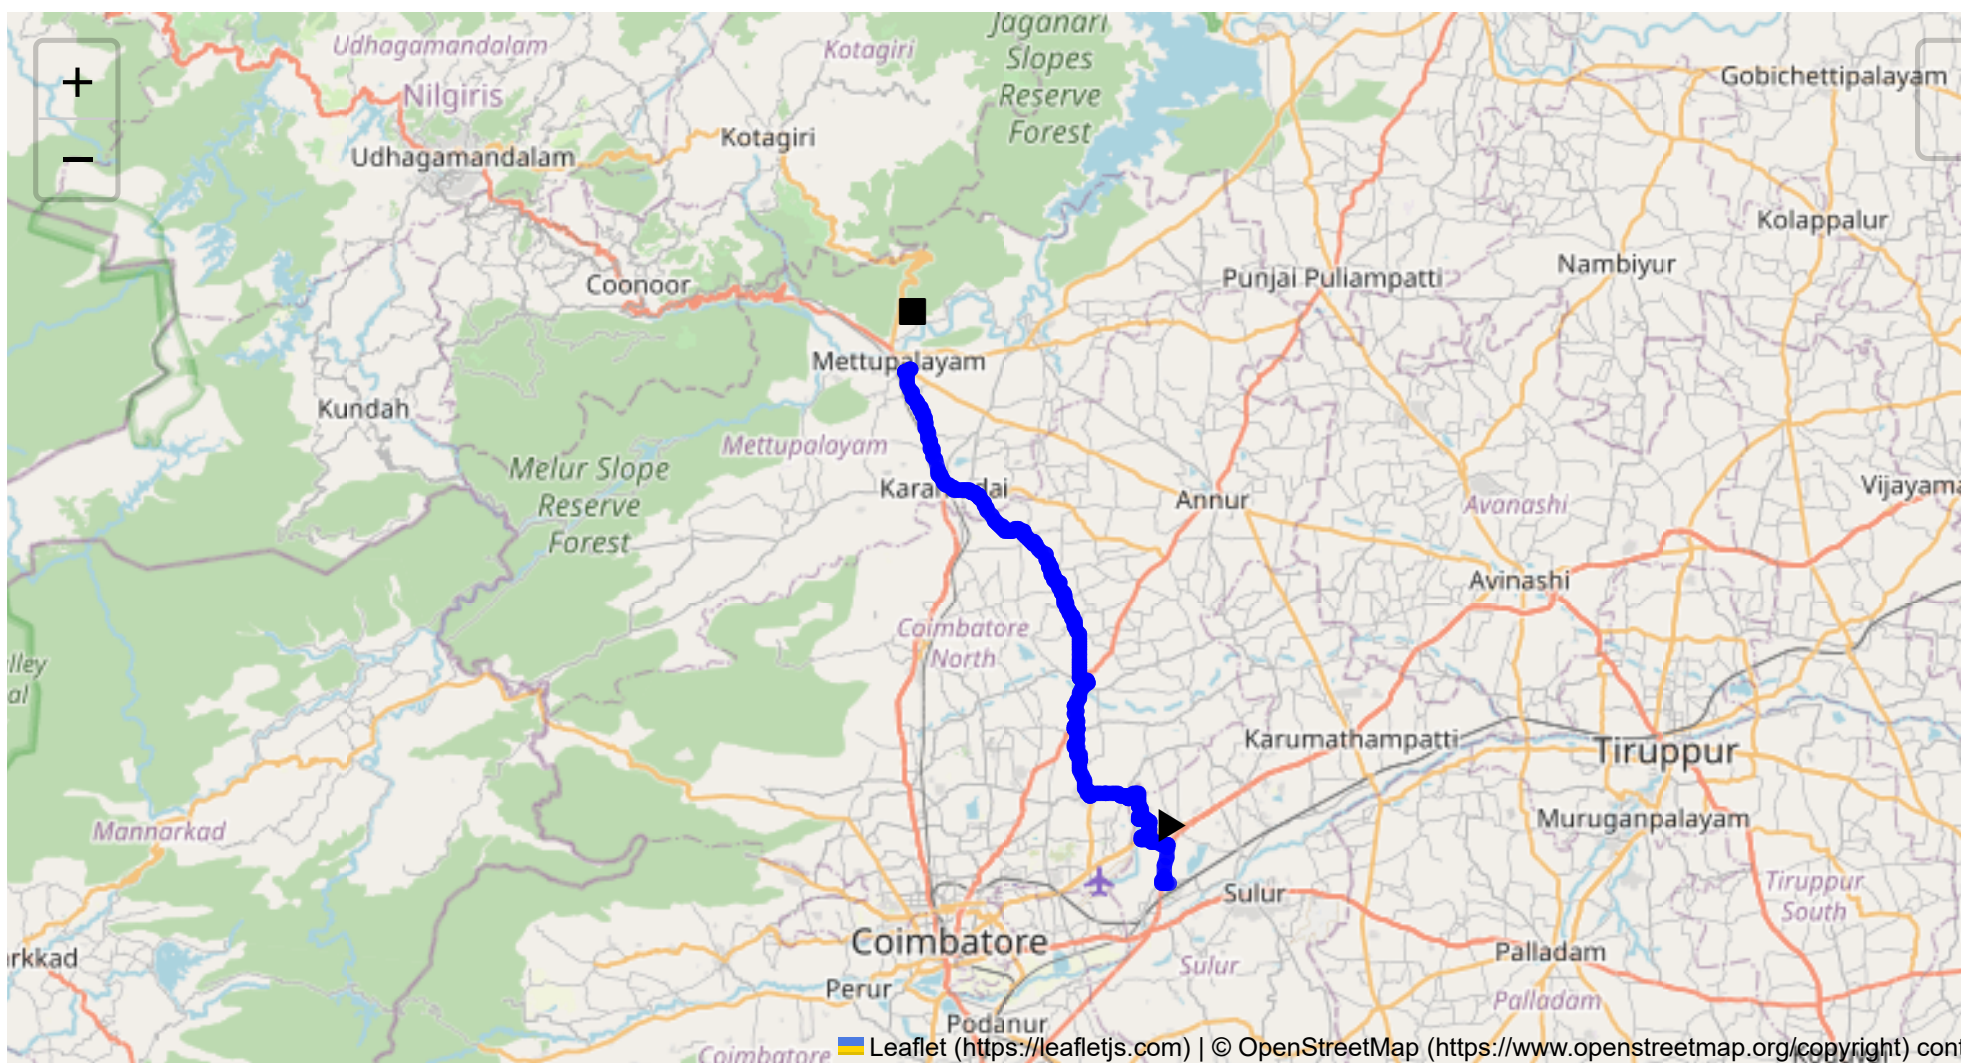 Jaganari
Slopes
Reserve
Forest
Udhagamandalam
Kotagiri
+
−
Nilgiris
Gobichettipalayam
Kotagiri
Udhagamandalam
Kolappalur
Nambiyur
Punjai Puliampatti
Coonoor
Mettupalayam
Kundah
Mettupalayam
Melur Slope
Reserve
Forest
Annur
Vijayama
Avanashi
Avinashi
Coimbatore
North
lley
al
Karumathampatti
Tiruppur
Muruganpalayam
Mannarkad
Tiruppur
South
Sulur
Coimbatore
Palladam
rkkad
Sulur
Perur
Palladam
Podanur
Coimbatore
Leaflet (https://leafletjs.com) | © OpenStreetMap (https://www.openstreetmap.org/copyright) cont